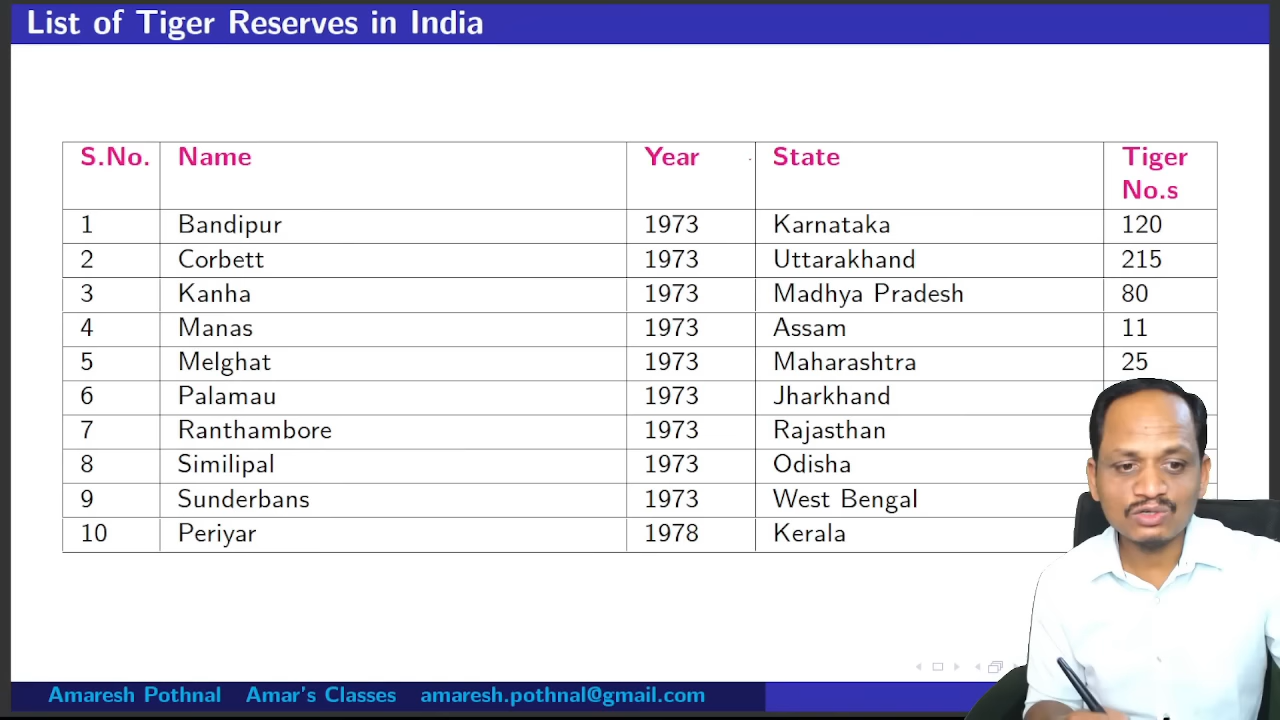 List of Tiger Reserves in India
S.No. Name Year State Tiger No.s
1 Bandipur 1973 Karnataka 120
2 Corbett 1973 Uttarakhand 215
3 Kanha 1973 Madhya Pradesh 80
4 Manas 1973 Assam 11
5 Melghat 1973 Maharashtra 25
6 Palamau 1973 Jharkhand
7 Ranthambore 1973 Rajasthan
8 Similipal 1973 Odisha
9 Sunderbans 1973 West Bengal
10 Periyar 1978 Kerala
Amaresh Pothnal Amar's Classes amaresh.pothnal@gmail.com